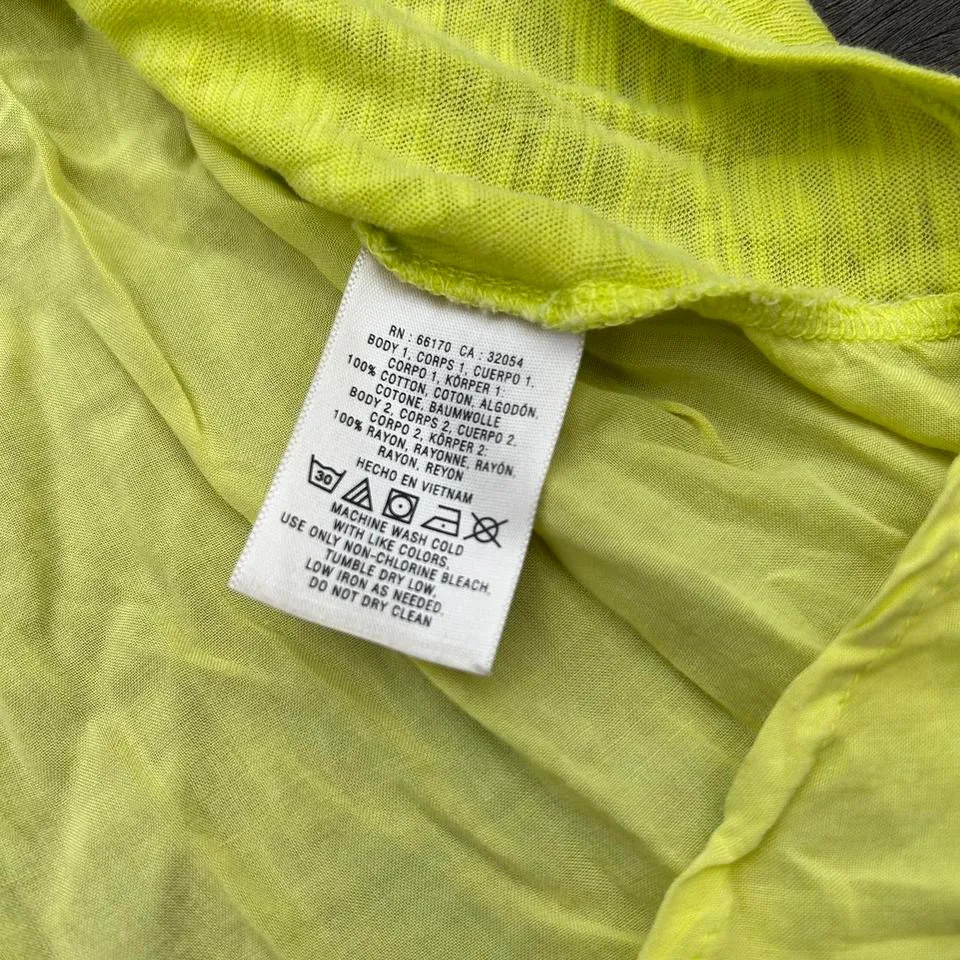 RN : 66170 CA : 32054
BODY 1, CORPS 1, CUERPO 1,
CORPO 1, KÖRPER 1:
100% COTTON, COTON, ALGODÓN,
COTONE, BAUMWOLLE
BODY 2, CORPS 2, CUERPO 2,
CORPO 2, KÖRPER 2:
100% RAYON, RAYONNE, RAYÓN,
RAYON, REYON
HECHO EN VIETNAM
30
MACHINE WASH COLD
WITH LIKE COLORS,
USE ONLY NON-CHLORINE BLEACH,
TUMBLE DRY LOW,
LOW IRON AS NEEDED.
DO NOT DRY CLEAN